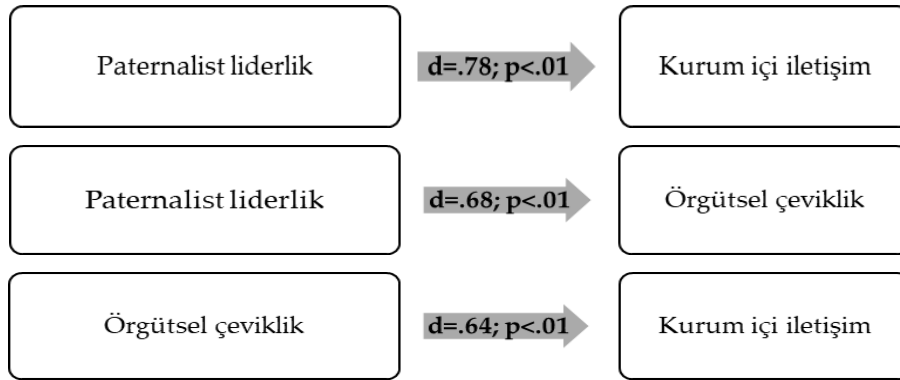 Paternalist liderlik d=.78; p<.01 Kurum içi iletişim
Paternalist liderlik d=.68; p<.01 Örgütsel çeviklik
Örgütsel çeviklik d=.64; p<.01 Kurum içi iletişim